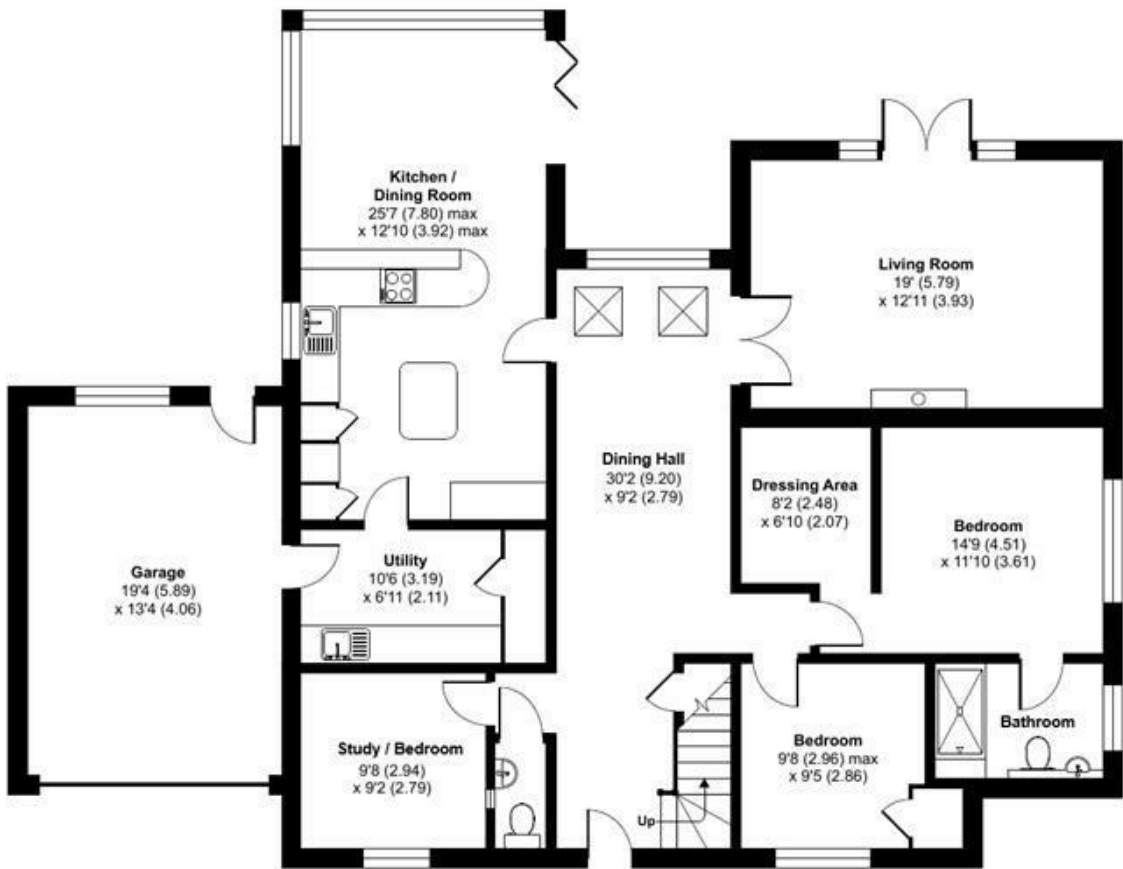 Kitchen /
Dining Room
25'7 (7.80) max
x 12'10 (3.92) max
Living Room
19' (5.79)
x 12'11 (3.93)
Dining Hall
30'2 (9.20)
x 9'2 (2.79)
Dressing Area
8'2 (2.48)
x 6'10 (2.07)
Bedroom
14'9 (4.51)
x 11'10 (3.61)
Garage
19'4 (5.89)
x 13'4 (4.06)
Utility
10'6 (3.19)
x 6'11 (2.11)
Study / Bedroom
9'8 (2.94)
x 9'2 (2.79)
Up
Bedroom
9'8 (2.96) max
x 9'5 (2.86)
Bathroom